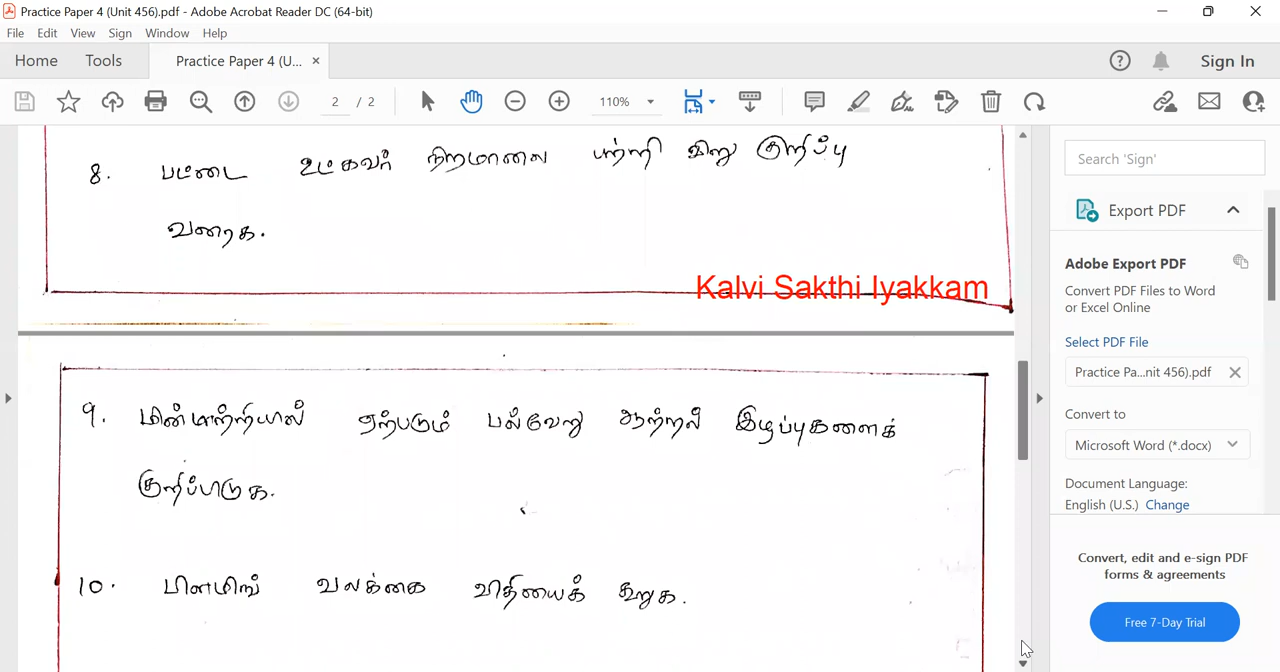 Practice Paper 4 (Unit 456).pdf - Adobe Acrobat Reader DC (64-bit)
File Edit View Sign Window Help
Home Tools Practice Paper 4 (U... × Sign In
2 / 2 110%
8. பட்டை உட்கவர் நிறமாலை பற்றி சிறு குறிப்பு
வரைக.
Kalvi Sakthi Iyakkam
9. மின்மாற்றியில் ஏற்படும் பல்வேறு ஆற்றல் இழப்புகளைக்
குறிப்பிடுக.
10. பிளமிங் வலக்கை விதியைக் கூறுக.
Search 'Sign'
Export PDF
Adobe Export PDF
Convert PDF Files to Word
or Excel Online
Select PDF File
Practice Pa...nit 456).pdf
Convert to
Microsoft Word (*.docx)
Document Language:
English (U.S.) Change
Convert, edit and e-sign PDF
forms & agreements
Free 7-Day Trial